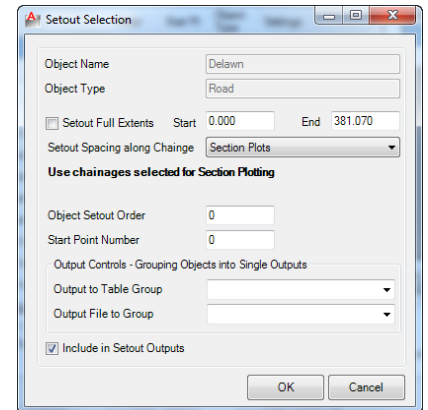 Setout Selection
Object Name Delawn
Object Type Road
Setout Full Extents Start 0.000 End 381.070
Setout Spacing along Chainge Section Plots
Use chainages selected for Section Plotting
Object Setout Order 0
Start Point Number 0
Output Controls - Grouping Objects into Single Outputs
Output to Table Group
Output File to Group
Include in Setout Outputs
OK Cancel